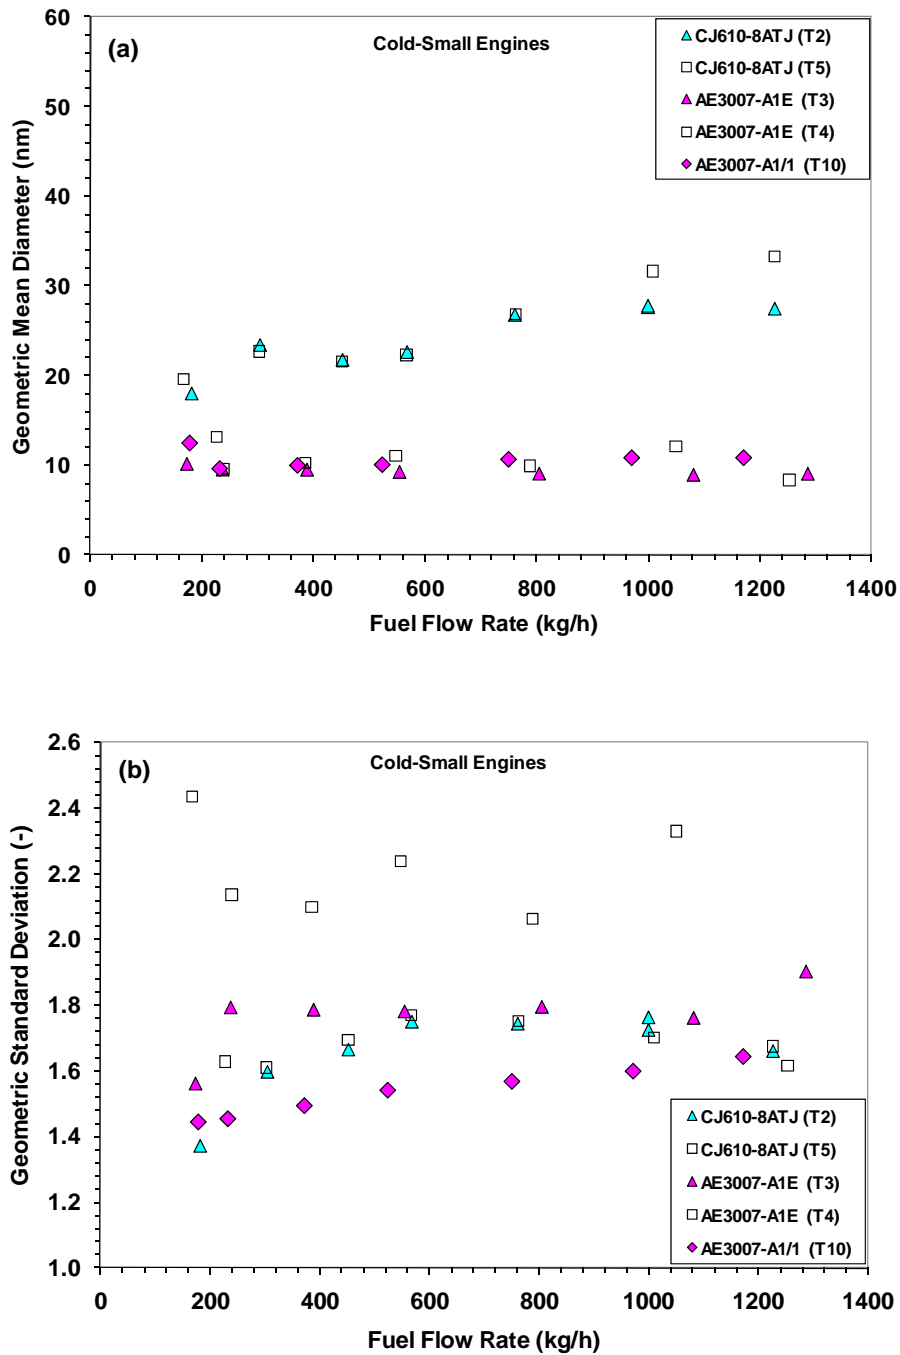 (a)
Cold-Small Engines
CJ610-8ATJ (T2)
CJ610-8ATJ (T5)
AE3007-A1E (T3)
AE3007-A1E (T4)
AE3007-A1/1 (T10)
Geometric Mean Diameter (nm)
60
50
40
30
20
10
0
0 200 400 600 800 1000 1200 1400
Fuel Flow Rate (kg/h)
(b)
Cold-Small Engines
Geometric Standard Deviation (-)
2.6
2.4
2.2
2.0
1.8
1.6
1.4
1.2
1.0
CJ610-8ATJ (T2)
CJ610-8ATJ (T5)
AE3007-A1E (T3)
AE3007-A1E (T4)
AE3007-A1/1 (T10)
0 200 400 600 800 1000 1200 1400
Fuel Flow Rate (kg/h)